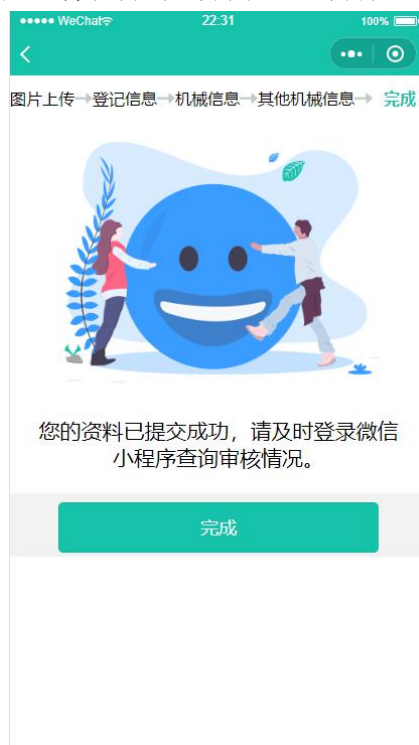 WeChat 22:31 100%
图片上传→登记信息→机械信息→其他机械信息→ 完成
您的资料已提交成功，请及时登录微信
小程序查询审核情况。
完成